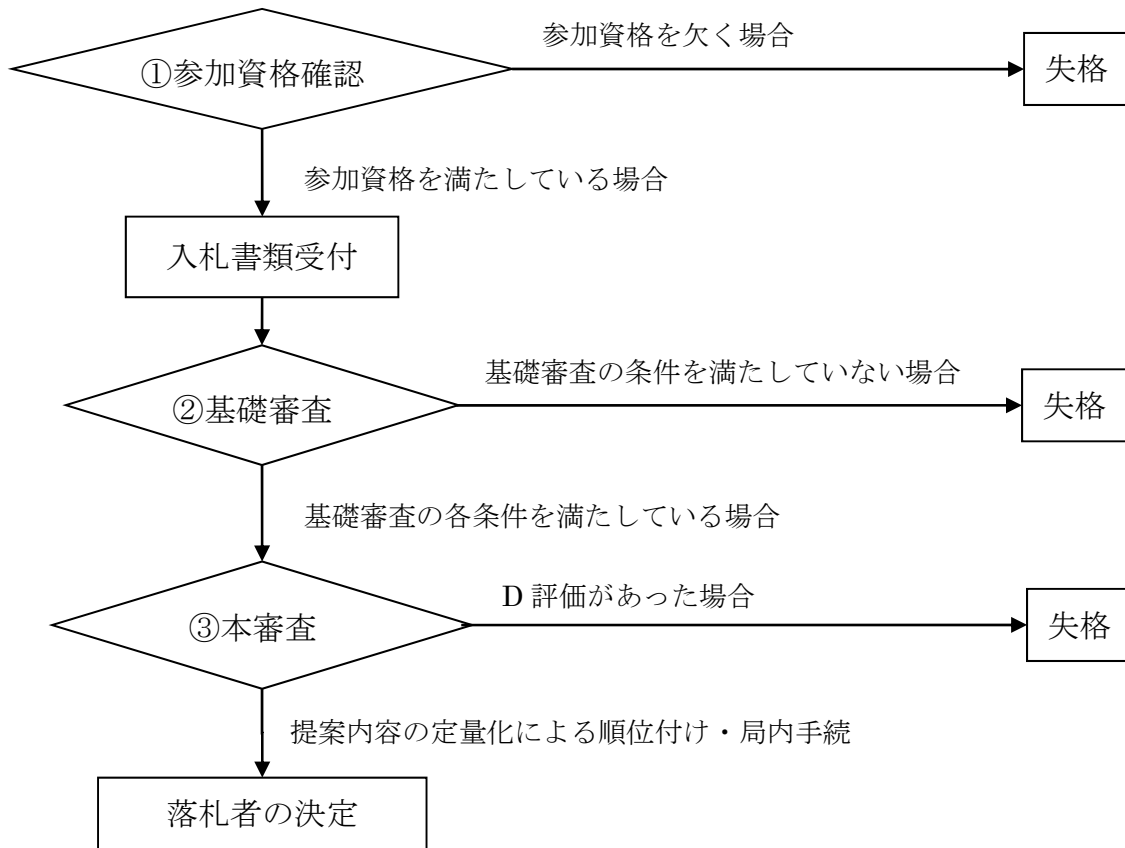 参加資格を欠く場合
①参加資格確認
失格
参加資格を満たしている場合
入札書類受付
基礎審査の条件を満たしていない場合
②基礎審査
失格
基礎審査の各条件を満たしている場合
D 評価があった場合
③本審査
失格
提案内容の定量化による順位付け・局内手続
落札者の決定